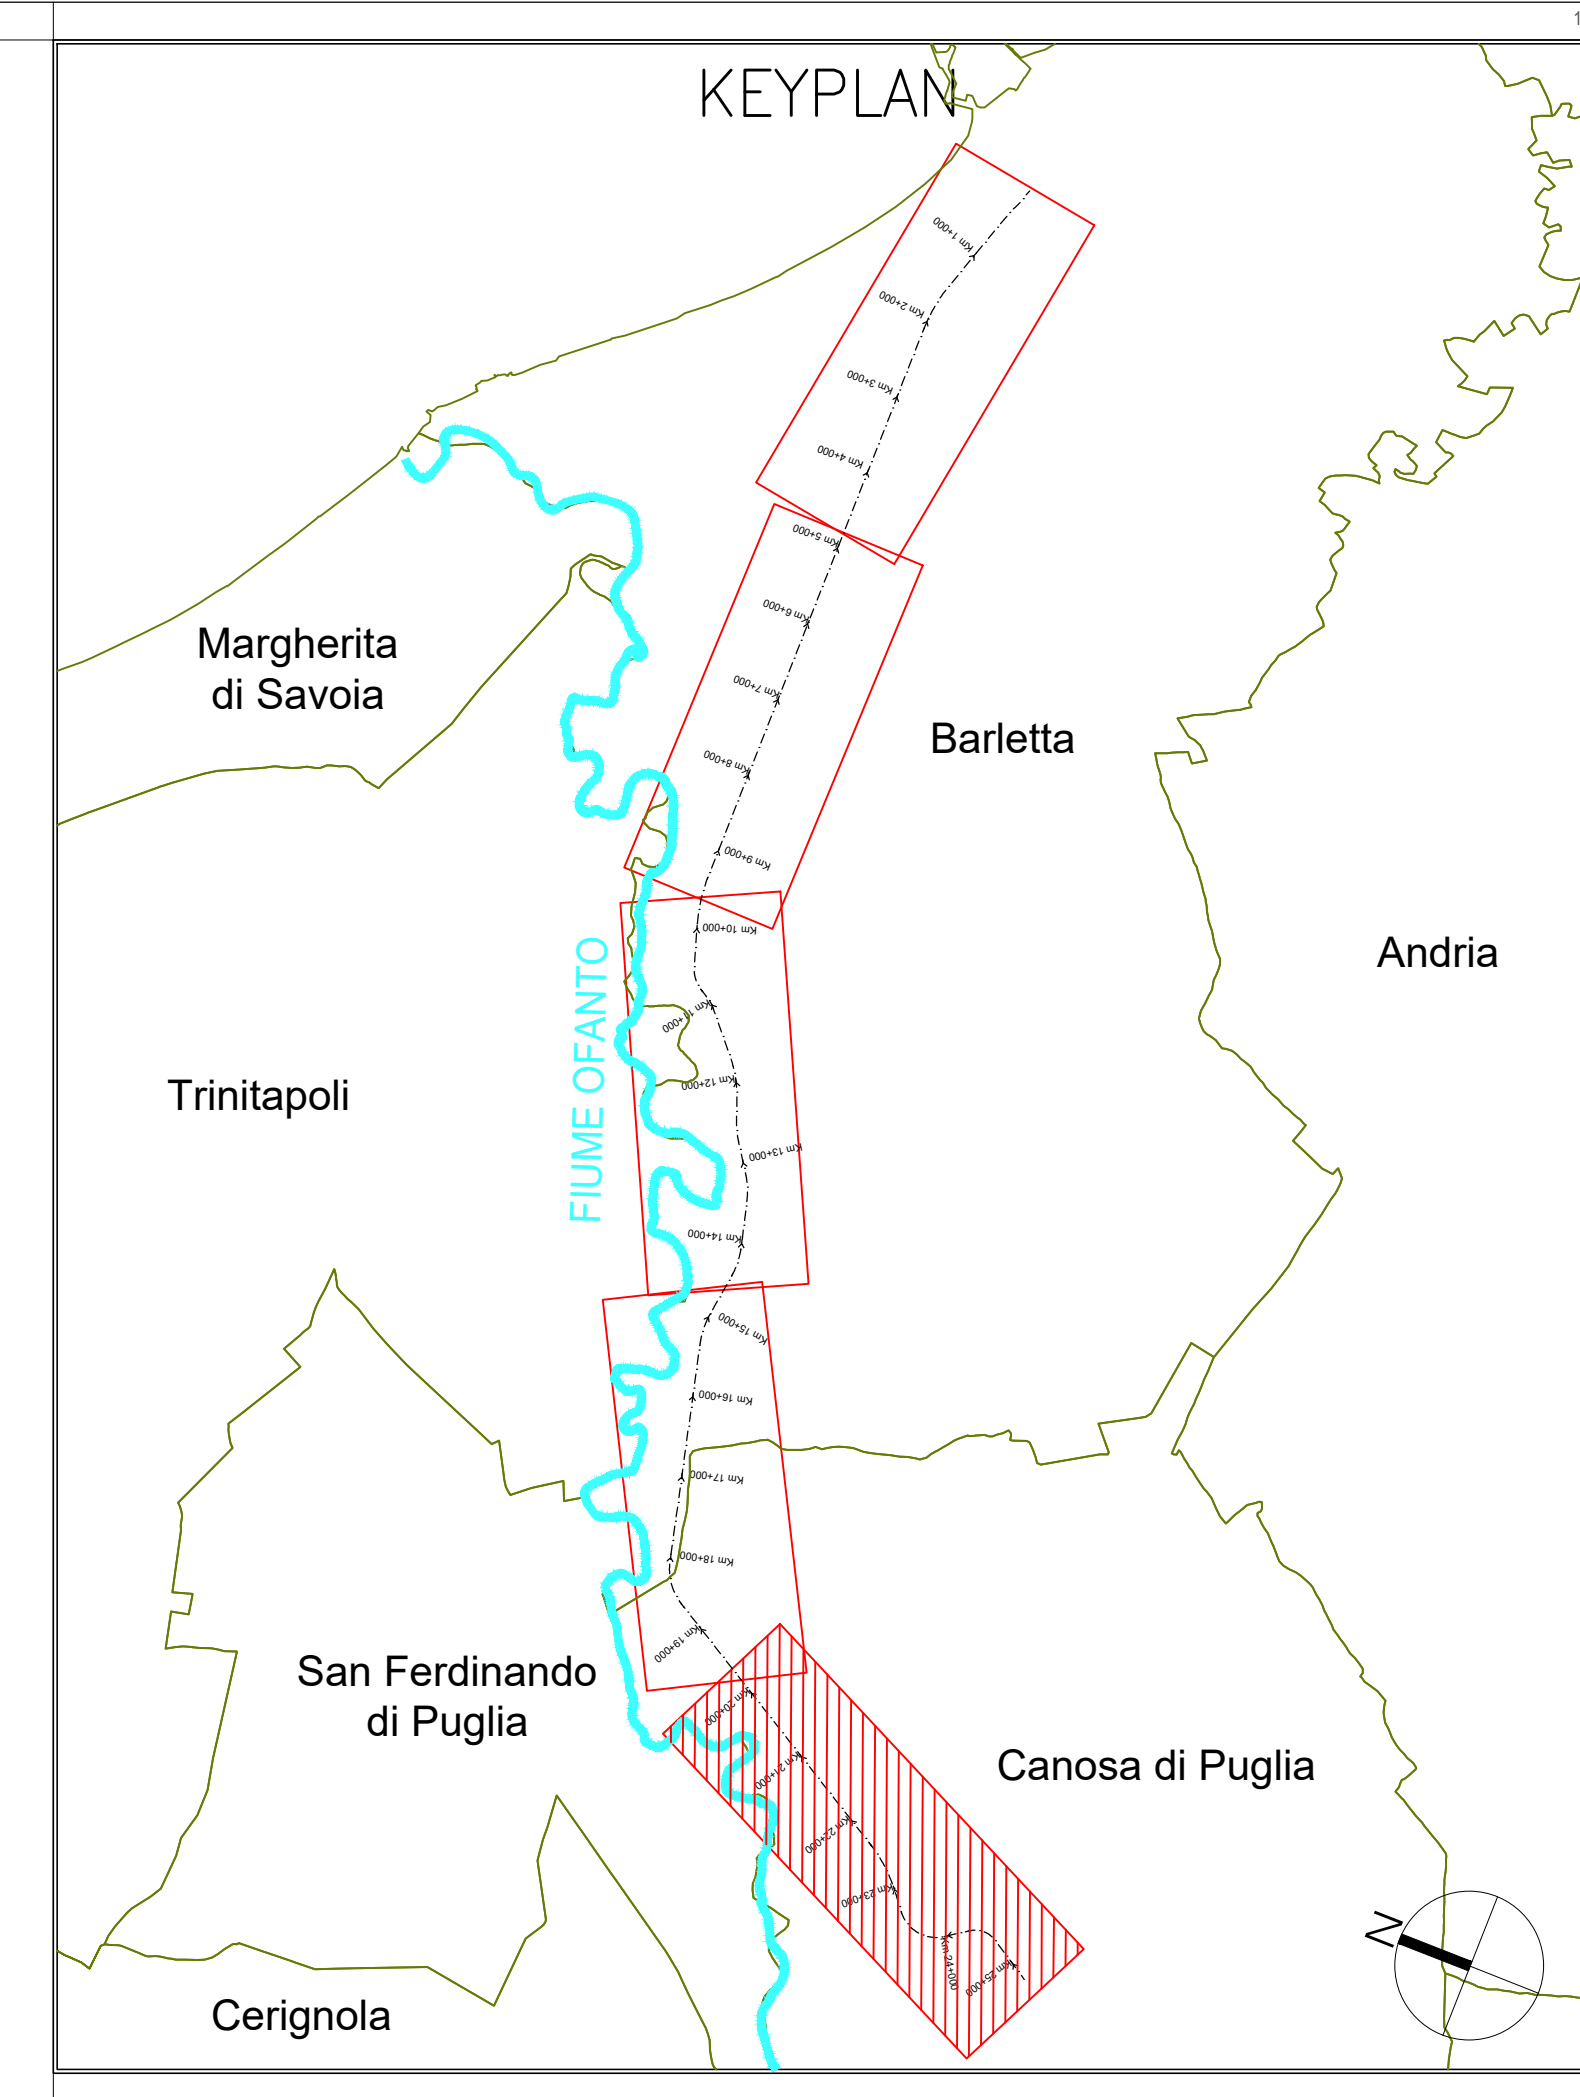 1
KEYPLAN
Km 1+000
Km 2+000
Km 3+000
Km 4+000
Km 5+000
Km 6+000
Margherita
di Savoia
Km 7+000
Barletta
Km 8+000
Km 9+000
Km 10+000
Andria
FIUME OFANTO
Km 11+000
Km 12+000
Trinitapoli
Km 13+000
Km 14+000
Km 15+000
Km 16+000
Km 17+000
Km 18+000
Km 19+000
San Ferdinando
di Puglia
Km 20+000
Km 21+000
Canosa di Puglia
Km 22+000
Km 23+000
N
Km 24+000
Km 25+000
Cerignola